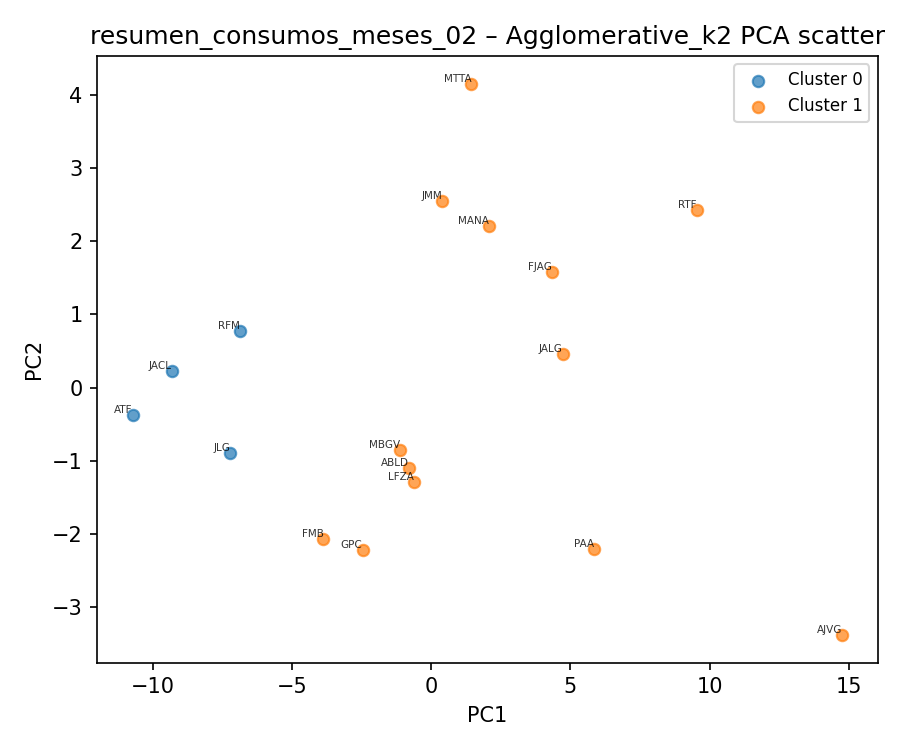 resumen_consumos_meses_02 – Agglomerative_k2 PCA scatter
Cluster 0
Cluster 1
MTTA
JMM
MANA
RTF
FJAG
JALG
RFM
JACL
ATF
JLG
MBGV
ABLD
LFZA
FMB
GPC
PAA
AJVG
4
3
2
1
0
−1
−2
−3
PC2
−10
−5
0
5
10
15
PC1